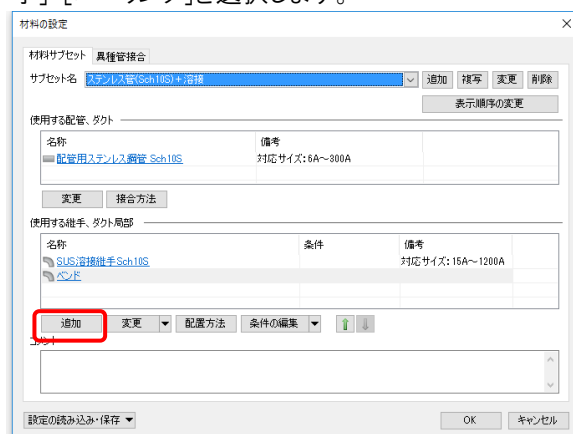 材料の設定
材料サブセット 異種管接合
サブセット名 ステンレス管(Sch10S)+溶接 追加 複写 変更 削除
表示順序の変更
使用する配管、ダクト
名称 備考
配管用ステンレス鋼管 Sch10S 対応サイズ:6A～300A
変更 接合方法
使用する継手、ダクト局部
名称 条件 備考
SUS溶接継手Sch10S 対応サイズ:15A～1200A
ベンド
追加 変更 配置方法 条件の編集
コメント
設定の読み込み・保存 OK キャンセル